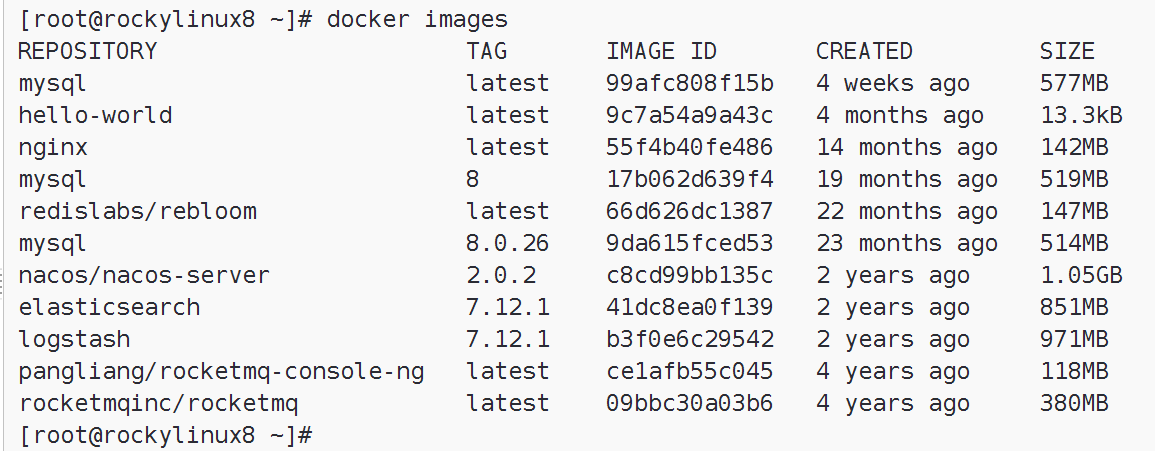 [root@rockylinux8 ~]# docker images
REPOSITORY TAG IMAGE ID CREATED SIZE
mysql latest 99afc808f15b 4 weeks ago 577MB
hello-world latest 9c7a54a9a43c 4 months ago 13.3kB
nginx latest 55f4b40fe486 14 months ago 142MB
mysql 8 17b062d639f4 19 months ago 519MB
redislabs/rebloom latest 66d626dc1387 22 months ago 147MB
mysql 8.0.26 9da615fced53 23 months ago 514MB
nacos/nacos-server 2.0.2 c8cd99bb135c 2 years ago 1.05GB
elasticsearch 7.12.1 41dc8ea0f139 2 years ago 851MB
logstash 7.12.1 b3f0e6c29542 2 years ago 971MB
pangliang/rocketmq-console-ng latest ce1afb55c045 4 years ago 118MB
rocketmqinc/rocketmq latest 09bbc30a03b6 4 years ago 380MB
[root@rockylinux8 ~]#